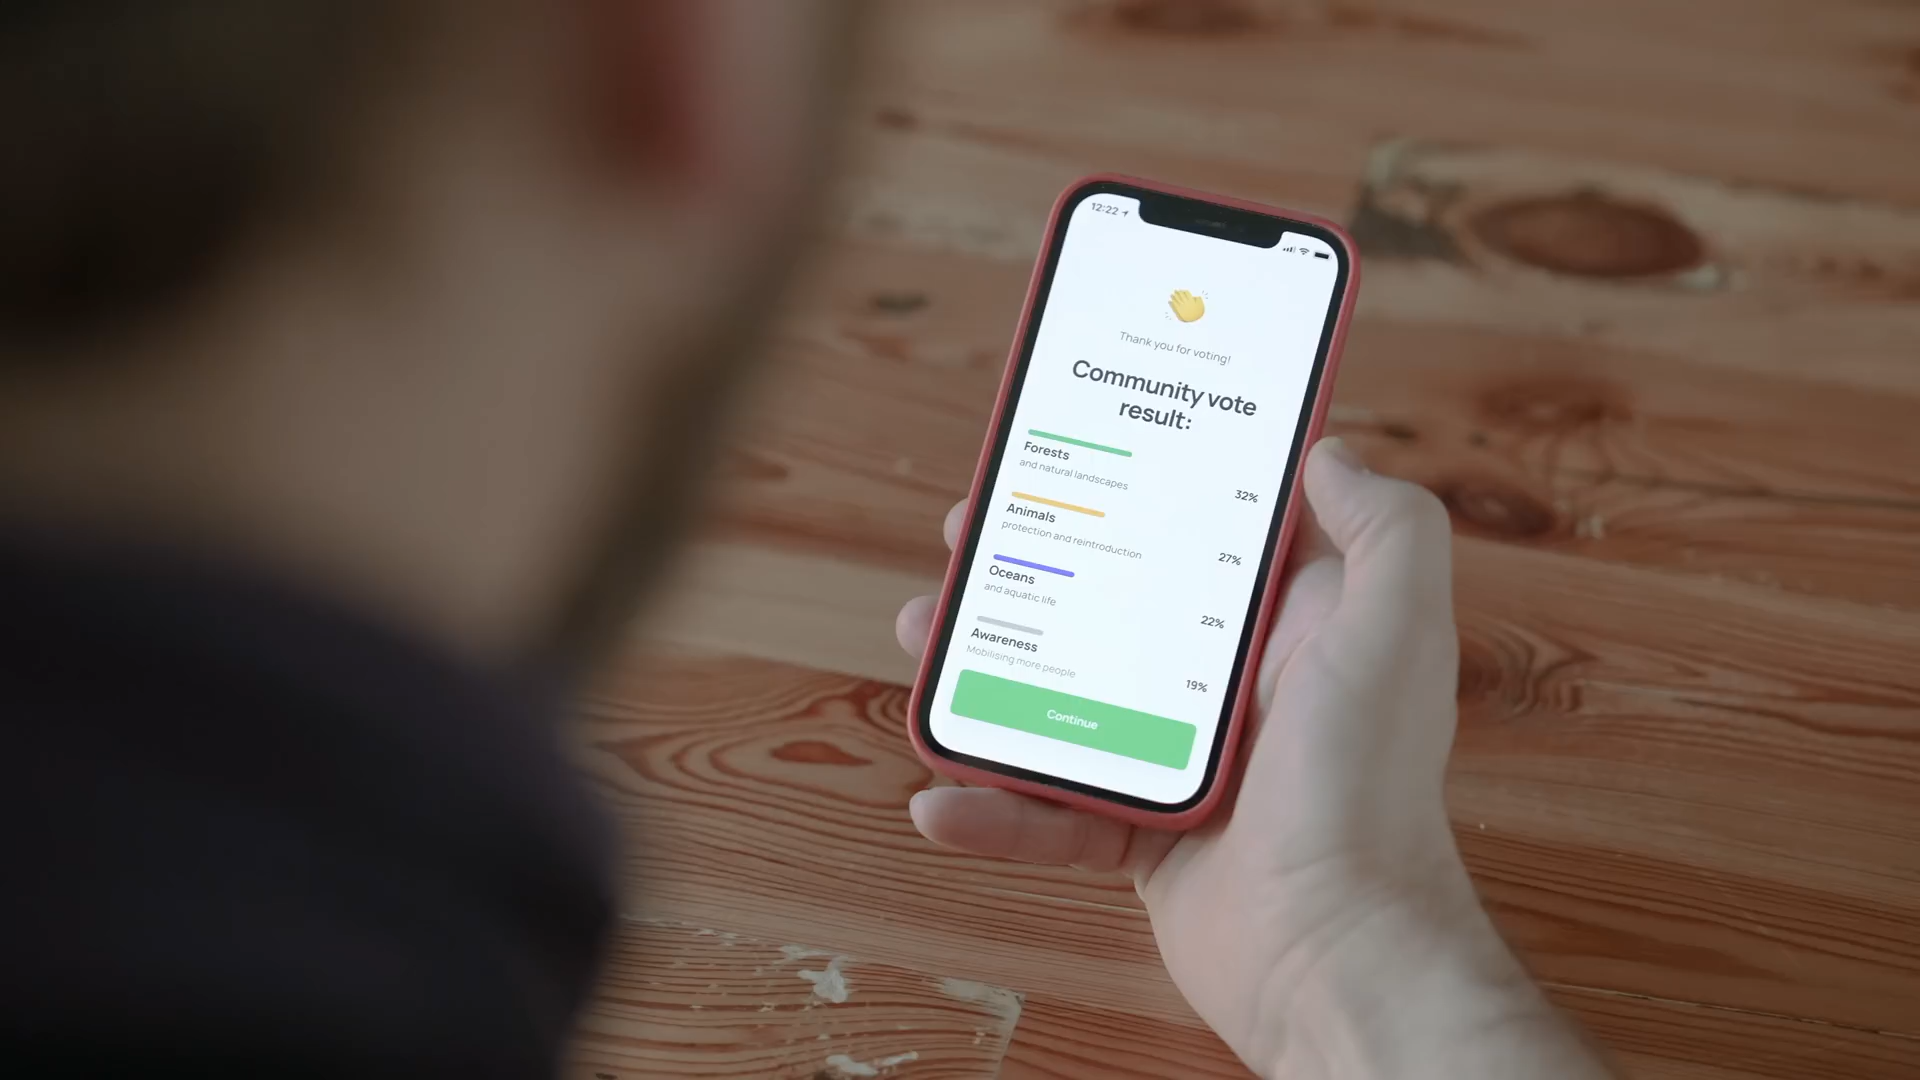 12:22
Thank you for voting!
Community vote
result:
Forests
and natural landscapes
32%
Animals
protection and reintroduction
27%
Oceans
and aquatic life
22%
Awareness
Mobilising more people
19%
Continue